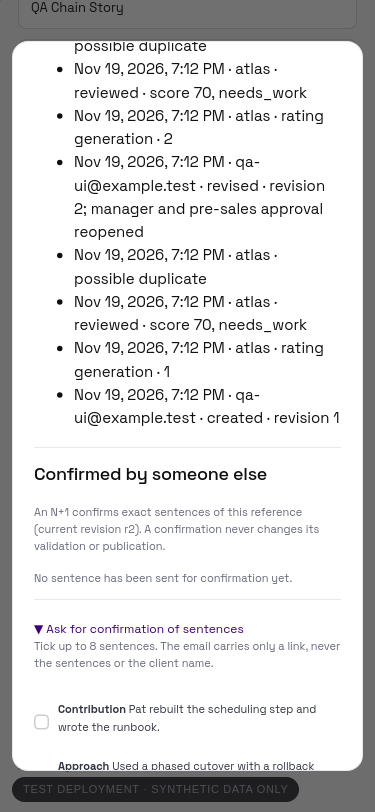 QA Chain Story
possible duplicate
Nov 19, 2026, 7:12 PM · atlas ·
reviewed · score 70, needs_work
Nov 19, 2026, 7:12 PM · atlas · rating
generation · 2
Nov 19, 2026, 7:12 PM · qa-
ui@example.test · revised · revision
2; manager and pre-sales approval
reopened
Nov 19, 2026, 7:12 PM · atlas ·
possible duplicate
Nov 19, 2026, 7:12 PM · atlas ·
reviewed · score 70, needs_work
Nov 19, 2026, 7:12 PM · atlas · rating
generation · 1
Nov 19, 2026, 7:12 PM · qa-
ui@example.test · created · revision 1
Confirmed by someone else
An N+1 confirms exact sentences of this reference
(current revision r2). A confirmation never changes its
validation or publication.
No sentence has been sent for confirmation yet.
▼ Ask for confirmation of sentences
Tick up to 8 sentences. The email carries only a link, never
the sentences or the client name.
Contribution Pat rebuilt the scheduling step and
wrote the runbook.
Approach Used a phased cutover with a rollback
TEST DEPLOYMENT · SYNTHETIC DATA ONLY